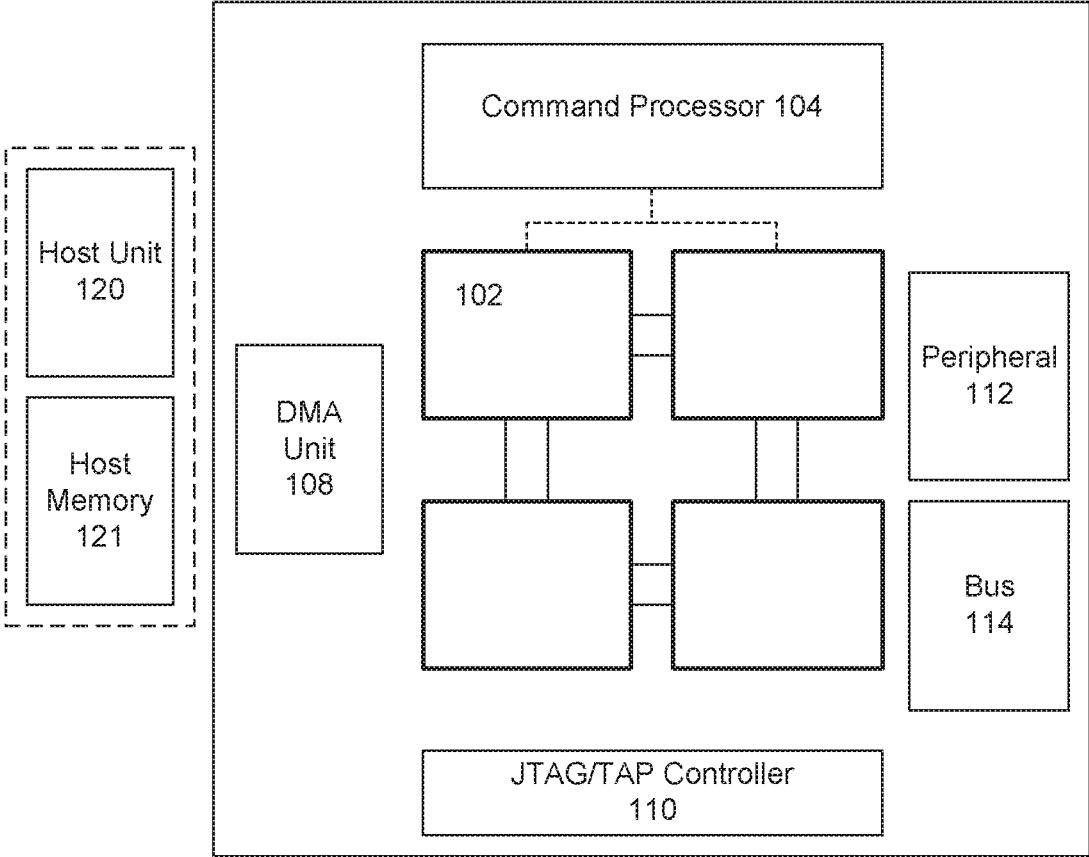 Command Processor 104
Host Unit
120
Host
Memory
121
DMA
Unit
108
102
Peripheral
112
Bus
114
JTAG/TAP Controller
110